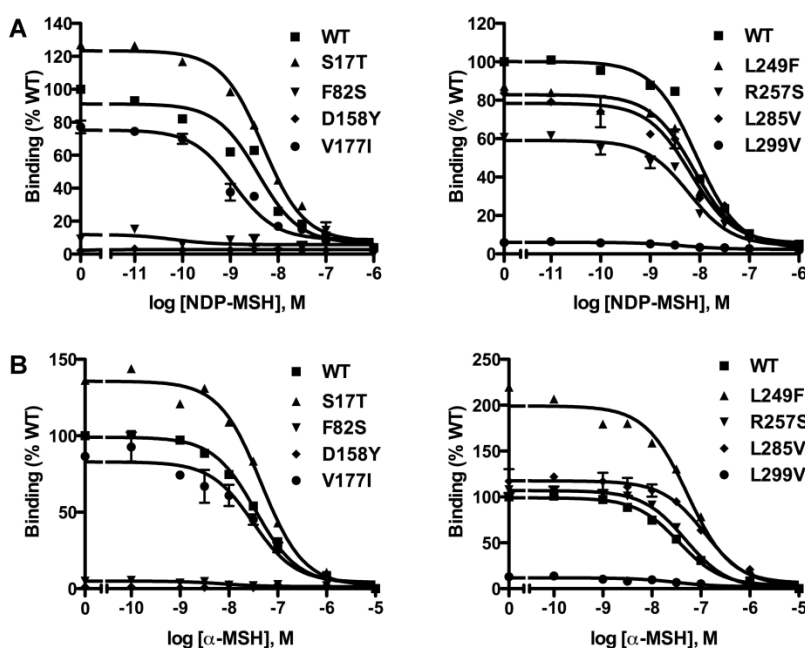 A
Binding (% WT)
140
120
100
80
60
40
20
0
0 -11 -10 -9 -8 -7 -6
log [NDP-MSH], M
WT
S17T
F82S
D158Y
V177I
Binding (% WT)
120
100
80
60
40
20
0
0 -11 -10 -9 -8 -7 -6
log [NDP-MSH], M
WT
L249F
R257S
L285V
L299V
B
Binding (% WT)
150
100
50
0
0 -10 -9 -8 -7 -6 -5
log [α-MSH], M
WT
S17T
F82S
D158Y
V177I
Binding (% WT)
250
200
150
100
50
0
0 -10 -9 -8 -7 -6 -5
log [α-MSH], M
WT
L249F
R257S
L285V
L299V